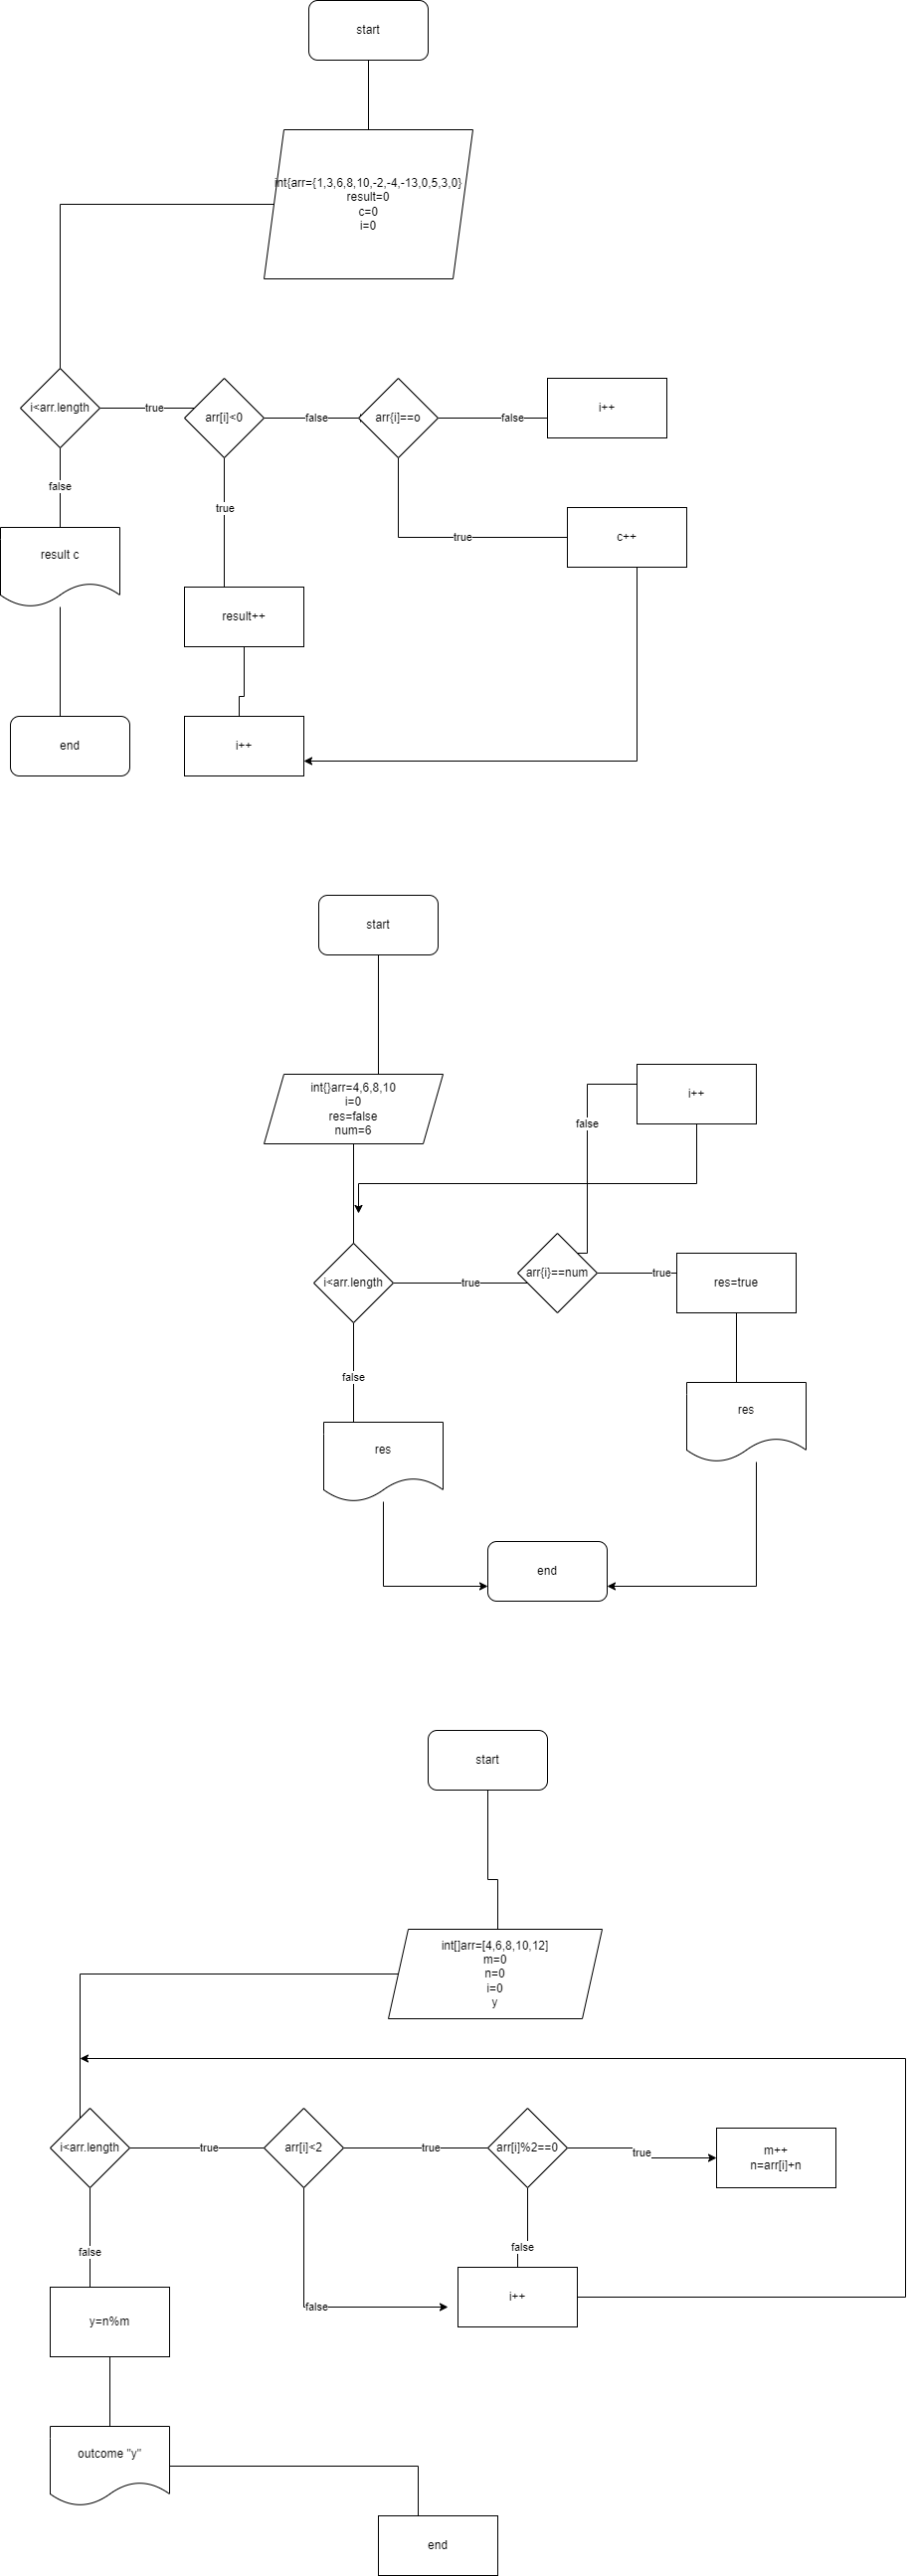 start
int{arr={1,3,6,8,10,-2,-4,-13,0,5,3,0}
result=0
c=0
i=0
i<arr.length
true
arr[i]<0
false
arr{i]==o
false
i++
false
true
result c
true
c++
result++
end
i++
start
int{}arr=4,6,8,10
i=0
res=false
num=6
i++
false
i<arr.length
true
arr{i}==num
true
res=true
false
res
res
end
start
int[]arr=[4,6,8,10,12]
m=0
n=0
i=0
y
i<arr.length
true
arr[i]<2
true
arr[i]%2==0
true
m++
n=arr[i]+n
false
false
i++
false
y=n%m
outcome "y"
end